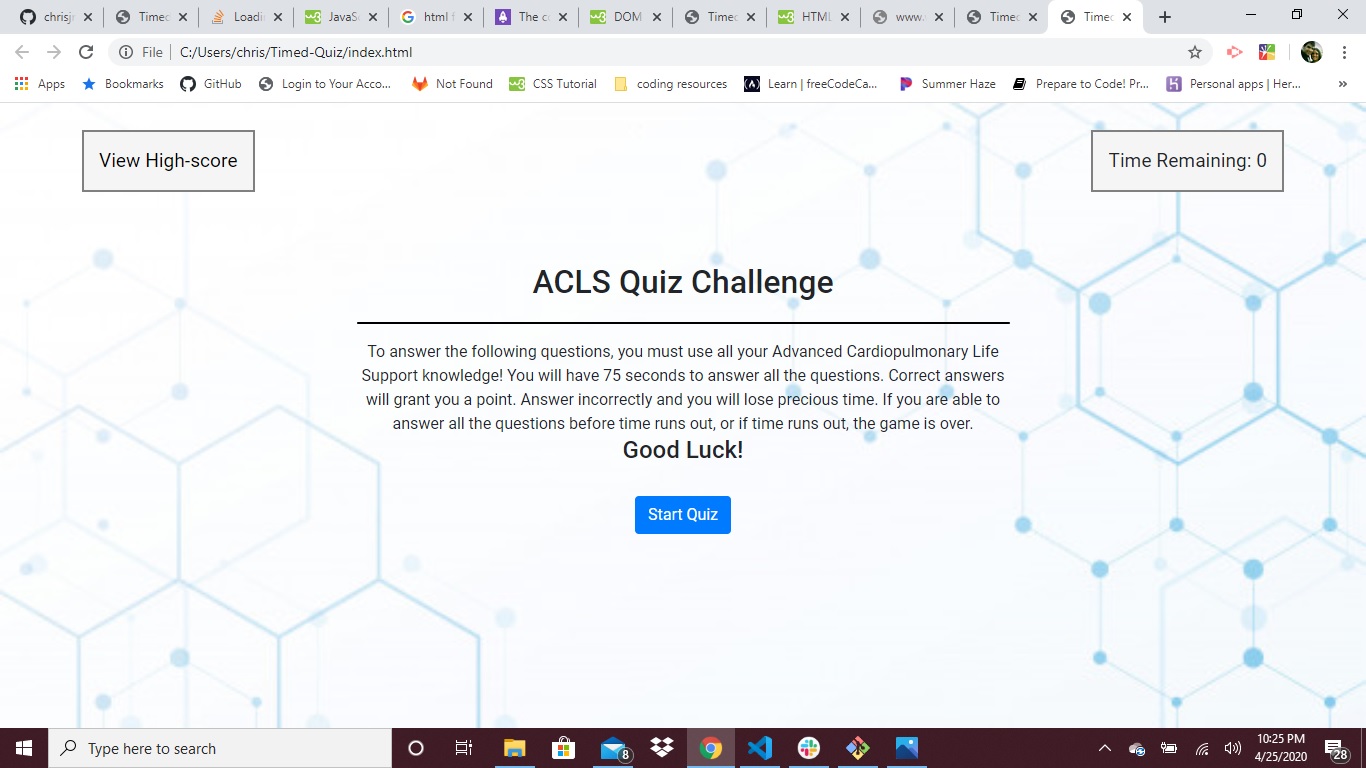 chrisjr
Timec
Loadi
JavaSc
html f
The c
DOM
Timec
HTML
www.
Timec
Timec
File C:/Users/chris/Timed-Quiz/index.html
Apps Bookmarks GitHub Login to Your Acco... Not Found CSS Tutorial coding resources Learn | freeCodeCa... Summer Haze Prepare to Code! Pr... Personal apps | Her... »
View High-score
Time Remaining: 0
ACLS Quiz Challenge
To answer the following questions, you must use all your Advanced Cardiopulmonary Life
Support knowledge! You will have 75 seconds to answer all the questions. Correct answers
will grant you a point. Answer incorrectly and you will lose precious time. If you are able to
answer all the questions before time runs out, or if time runs out, the game is over.
Good Luck!
Start Quiz
Type here to search
8
10:25 PM
4/25/2020
28